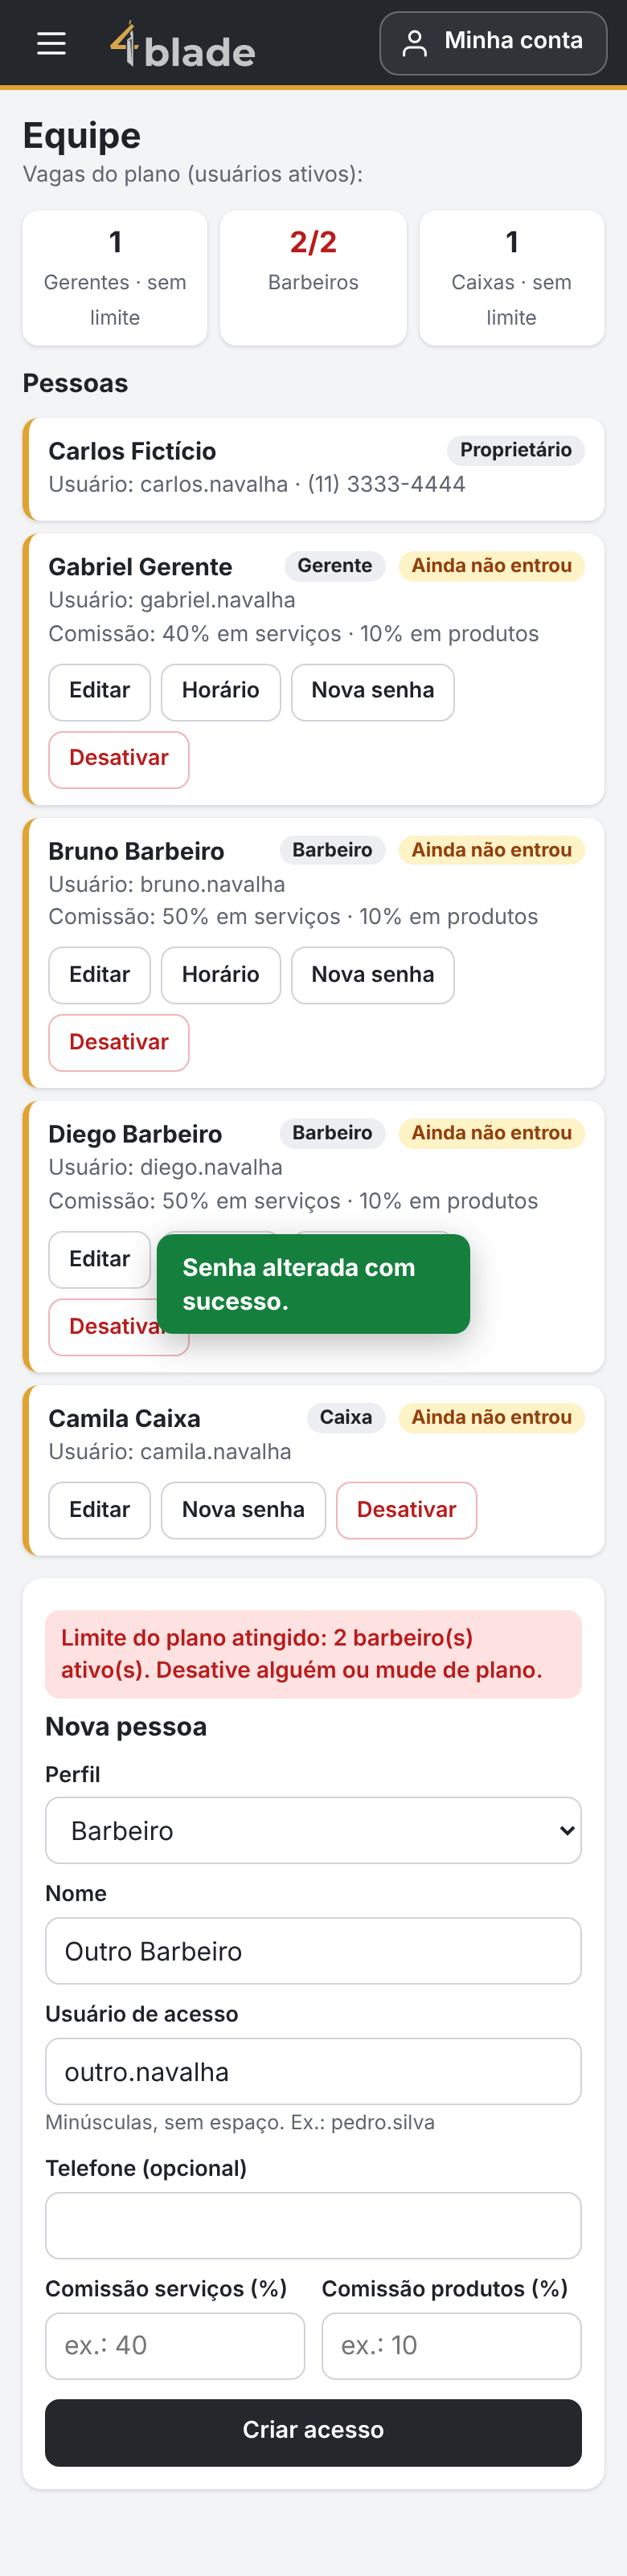 4blade
Minha conta
Equipe
Vagas do plano (usuários ativos):
1
Gerentes · sem
limite
2/2
Barbeiros
1
Caixas · sem
limite
Pessoas
Carlos Fictício
Proprietário
Usuário: carlos.navalha · (11) 3333-4444
Gabriel Gerente
Gerente
Ainda não entrou
Usuário: gabriel.navalha
Comissão: 40% em serviços · 10% em produtos
Editar
Horário
Nova senha
Desativar
Bruno Barbeiro
Barbeiro
Ainda não entrou
Usuário: bruno.navalha
Comissão: 50% em serviços · 10% em produtos
Editar
Horário
Nova senha
Desativar
Diego Barbeiro
Barbeiro
Ainda não entrou
Usuário: diego.navalha
Comissão: 50% em serviços · 10% em produtos
Editar
Senha alterada com
sucesso.
Desativar
Camila Caixa
Caixa
Ainda não entrou
Usuário: camila.navalha
Editar
Nova senha
Desativar
Limite do plano atingido: 2 barbeiro(s)
ativo(s). Desative alguém ou mude de plano.
Nova pessoa
Perfil
Barbeiro
Nome
Outro Barbeiro
Usuário de acesso
outro.navalha
Minúsculas, sem espaço. Ex.: pedro.silva
Telefone (opcional)
Comissão serviços (%)
Comissão produtos (%)
ex.: 40
ex.: 10
Criar acesso